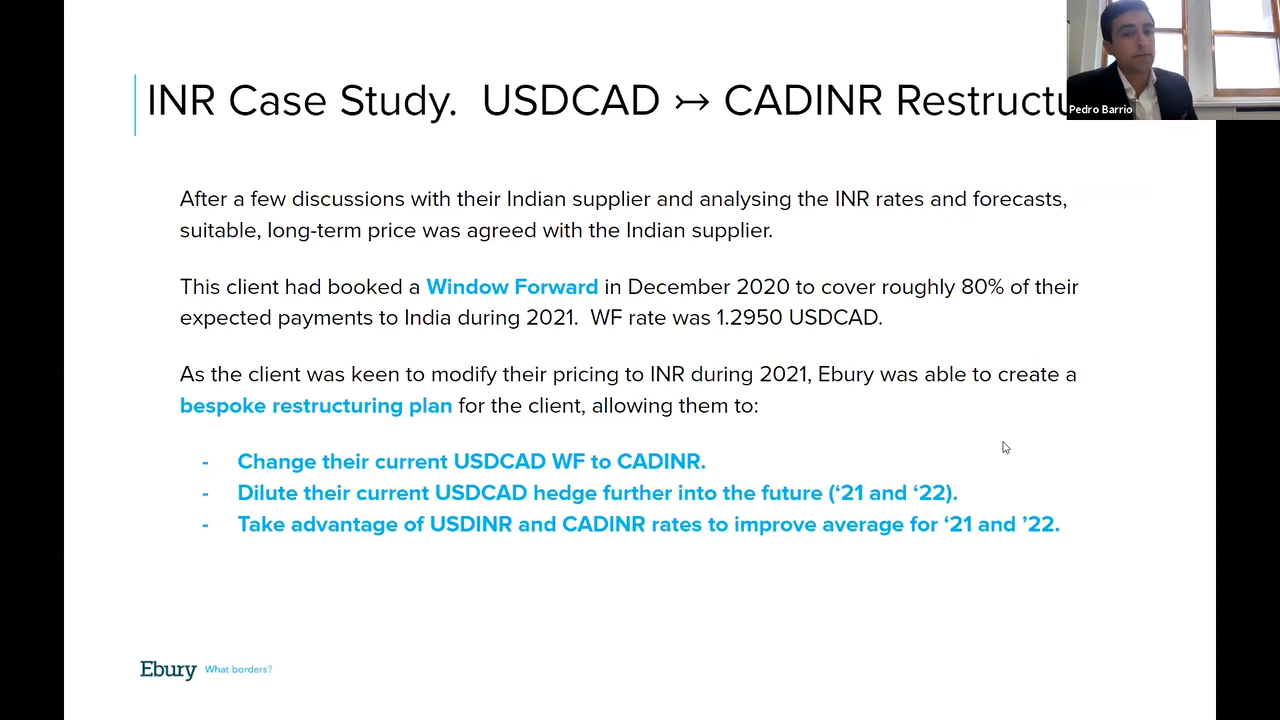 INR Case Study.  USDCAD ↣ CADINR Restructu
Pedro Barrio
After a few discussions with their Indian supplier and analysing the INR rates and forecasts,
suitable, long-term price was agreed with the Indian supplier.
This client had booked a Window Forward in December 2020 to cover roughly 80% of their
expected payments to India during 2021.  WF rate was 1.2950 USDCAD.
As the client was keen to modify their pricing to INR during 2021, Ebury was able to create a
bespoke restructuring plan for the client, allowing them to:
- Change their current USDCAD WF to CADINR.
- Dilute their current USDCAD hedge further into the future (‘21 and ‘22).
- Take advantage of USDINR and CADINR rates to improve average for ‘21 and ’22.
Ebury What borders?